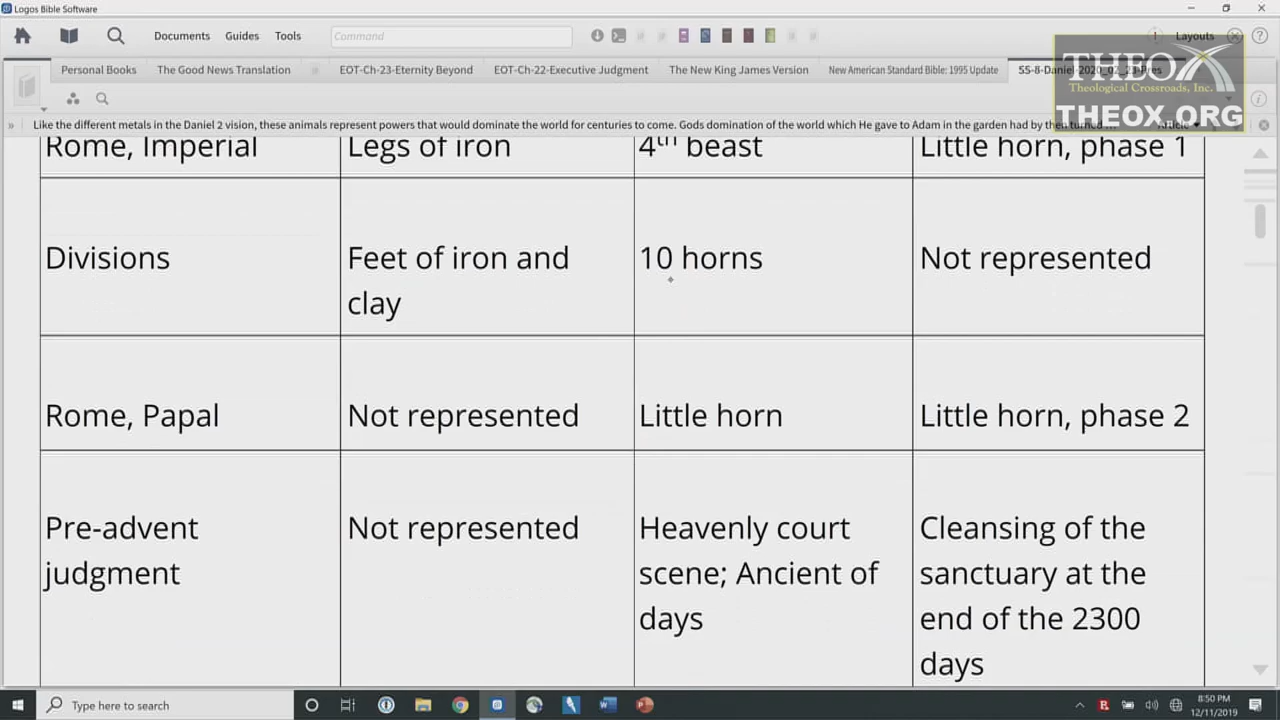 Logos Bible Software
Documents Guides Tools Command Layouts
THEOX
Theological Crossroads, Inc.
THEOX.ORG
Personal Books The Good News Translation EOT-Ch-22 Beyond EOT-Ch-22-Executive Judgment The New King James Version New American Standard Bible: 1995 Update SS-8-Daniel-2020_02_23-Pres
Like the different metals in the Daniel 2 vision, these animals represent powers that would dominate the world for centuries to come. Gods domination of the world which He gave to Adam in the garden had by then turned ... Article
Rome, Imperial Legs of iron 4th beast Little horn, phase 1
Divisions Feet of iron and 10 horns Not represented
clay
Rome, Papal Not represented Little horn Little horn, phase 2
Pre-advent Not represented Heavenly court Cleansing of the
judgment scene; Ancient of sanctuary at the
days end of the 2300
days
Type here to search
8:50 PM
12/11/2019